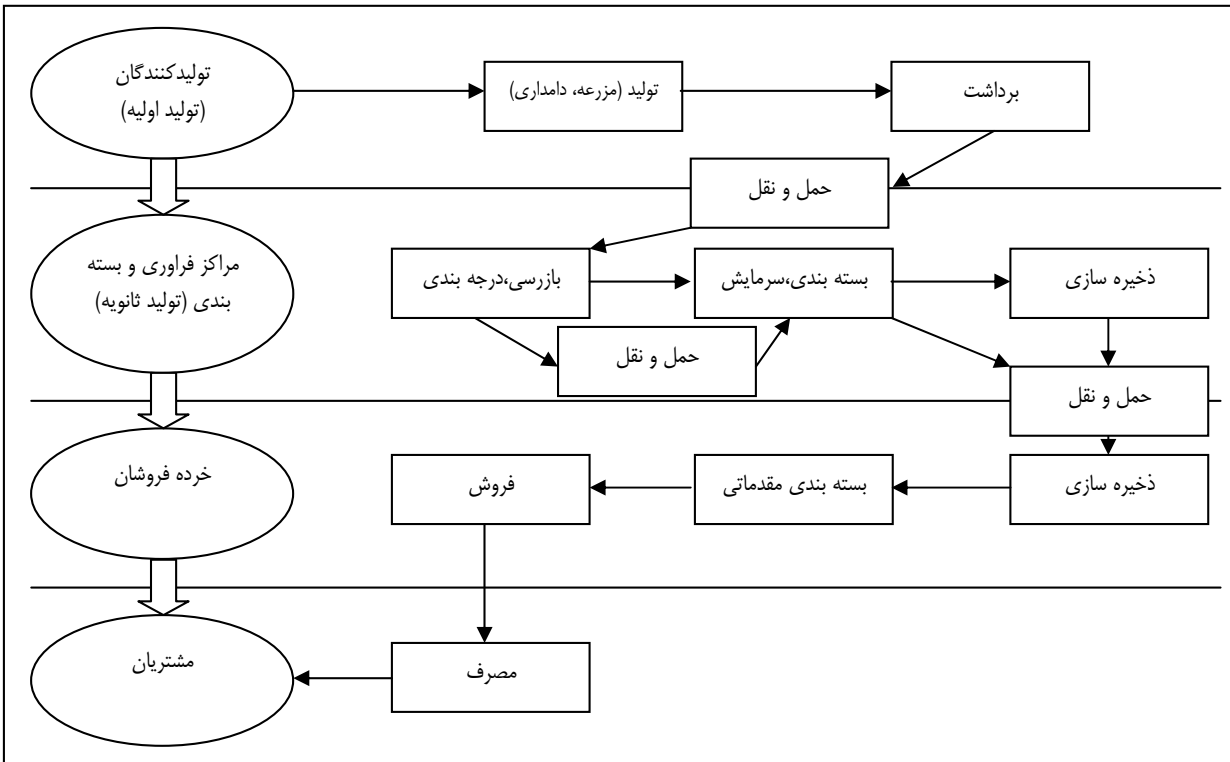 تولیدکنندگان
(تولید اولیه)
تولید (مزرعه، دامداری)
برداشت
حمل و نقل
مراکز فراوری و بسته
بندی (تولید ثانویه)
بازرسی،درجه بندی
بسته بندی،سرمایش
ذخیره سازی
حمل و نقل
حمل و نقل
خرده فروشان
فروش
بسته بندی مقدماتی
ذخیره سازی
مشتریان
مصرف